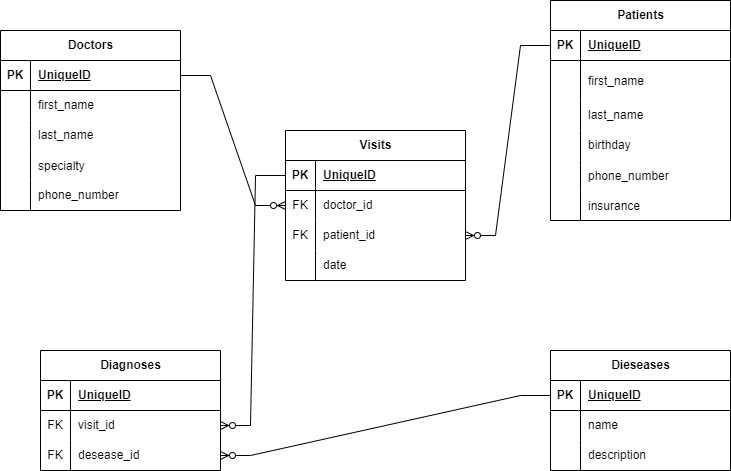 Doctors
PK UniqueID
first_name
last_name
specialty
phone_number
Patients
PK UniqueID
first_name
last_name
birthday
phone_number
insurance
Visits
PK UniqueID
FK doctor_id
FK patient_id
date
Diagnoses
PK UniqueID
FK visit_id
FK desease_id
Dieseases
PK UniqueID
name
description